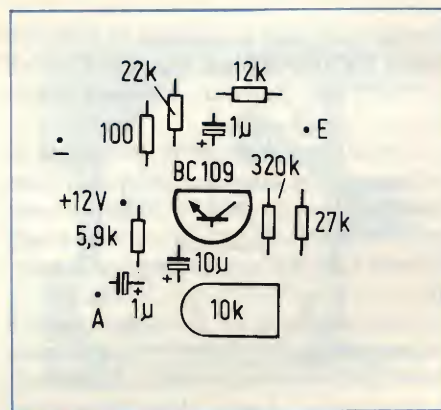 22k
12k
100
1µ
+
E
−
BC109
320k
+12V
5,9k
27k
10µ
+
+
1µ
A
10k